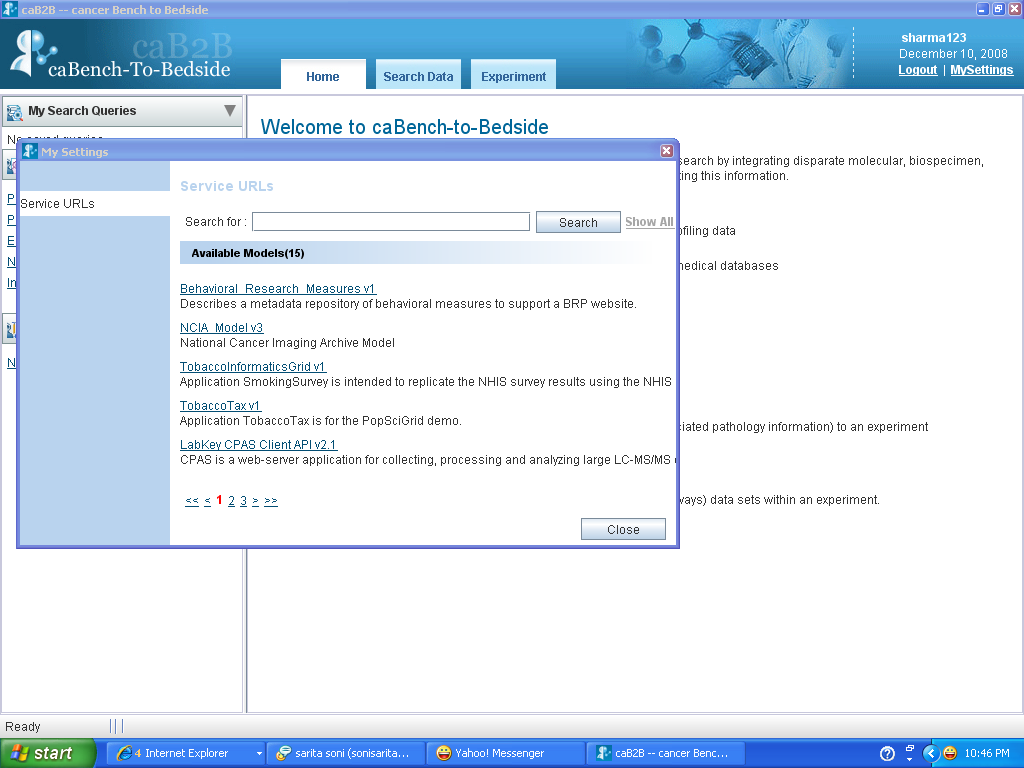 caB2B -- cancer Bench to Bedside
caB2B
caBench-To-Bedside
Home
Search Data
Experiment
sharma123
December 10, 2008
Logout | MySettings
My Search Queries
Welcome to caBench-to-Bedside
search by integrating disparate molecular, biospecimen,
this information.
data
databases
pathology information) to an experiment
data sets within an experiment.
My Settings
Service URLs
Service URLs
Search for :
Search
Show All
Available Models(15)
Behavioral_Research_Measures v1
Describes a metadata repository of behavioral measures to support a BRP website.
NCIA_Model v3
National Cancer Imaging Archive Model
TobaccoInformaticsGrid v1
Application SmokingSurvey is intended to replicate the NHIS survey results using the NHIS
TobaccoTax v1
Application TobaccoTax is for the PopSciGrid demo.
LabKey CPAS Client API v2.1
CPAS is a web-server application for collecting, processing and analyzing large LC-MS/MS
<< < 1 2 3 > >>
Close
Ready
start
4 Internet Explorer
sarita soni (sonisarita...
Yahoo! Messenger
caB2B -- cancer Benc...
10:46 PM